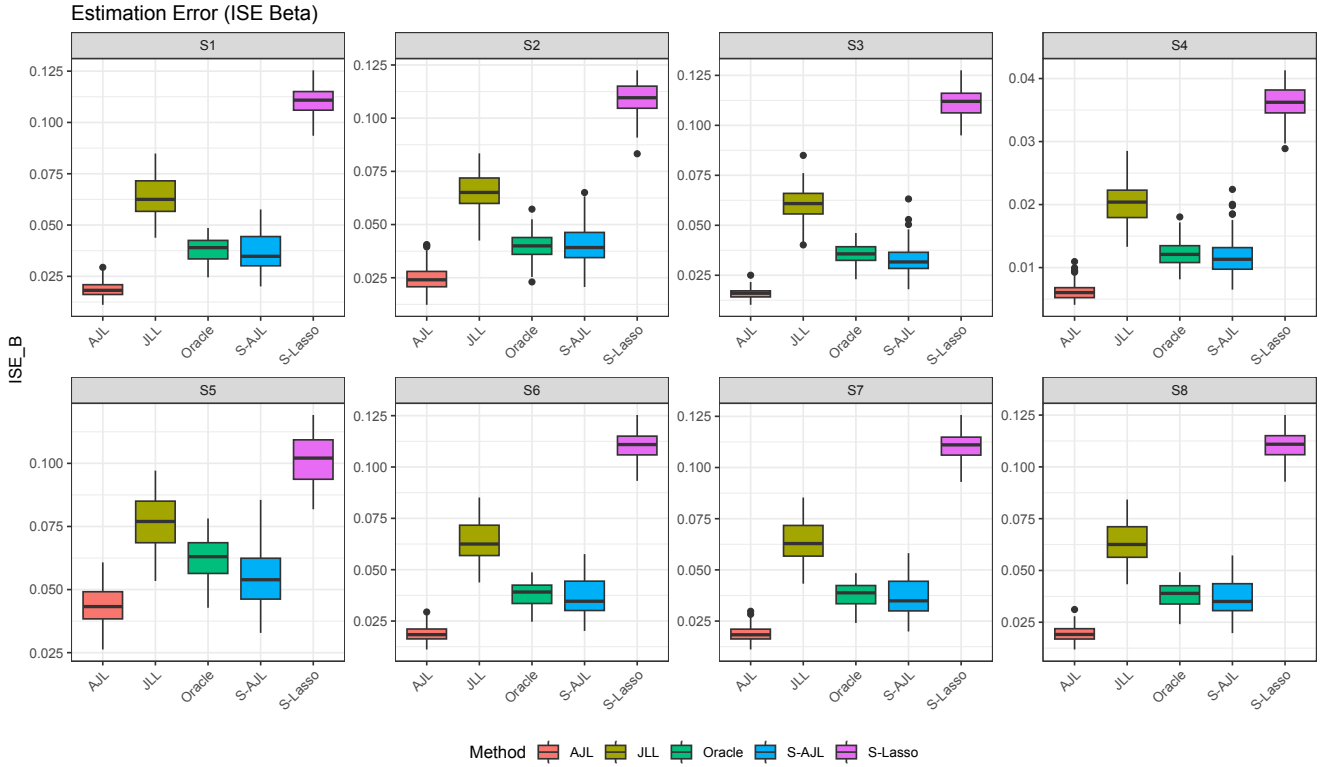 Estimation Error (ISE Beta)
ISE_B
S1
0.125
0.100
0.075
0.050
0.025
AJL
JLL
Oracle
S-AJL
S-Lasso
S2
0.125
0.100
0.075
0.050
0.025
AJL
JLL
Oracle
S-AJL
S-Lasso
S3
0.125
0.100
0.075
0.050
0.025
AJL
JLL
Oracle
S-AJL
S-Lasso
S4
0.04
0.03
0.02
0.01
AJL
JLL
Oracle
S-AJL
S-Lasso
S5
0.100
0.075
0.050
0.025
AJL
JLL
Oracle
S-AJL
S-Lasso
S6
0.125
0.100
0.075
0.050
0.025
AJL
JLL
Oracle
S-AJL
S-Lasso
S7
0.125
0.100
0.075
0.050
0.025
AJL
JLL
Oracle
S-AJL
S-Lasso
S8
0.125
0.100
0.075
0.050
0.025
AJL
JLL
Oracle
S-AJL
S-Lasso
Method AJL JLL Oracle S-AJL S-Lasso